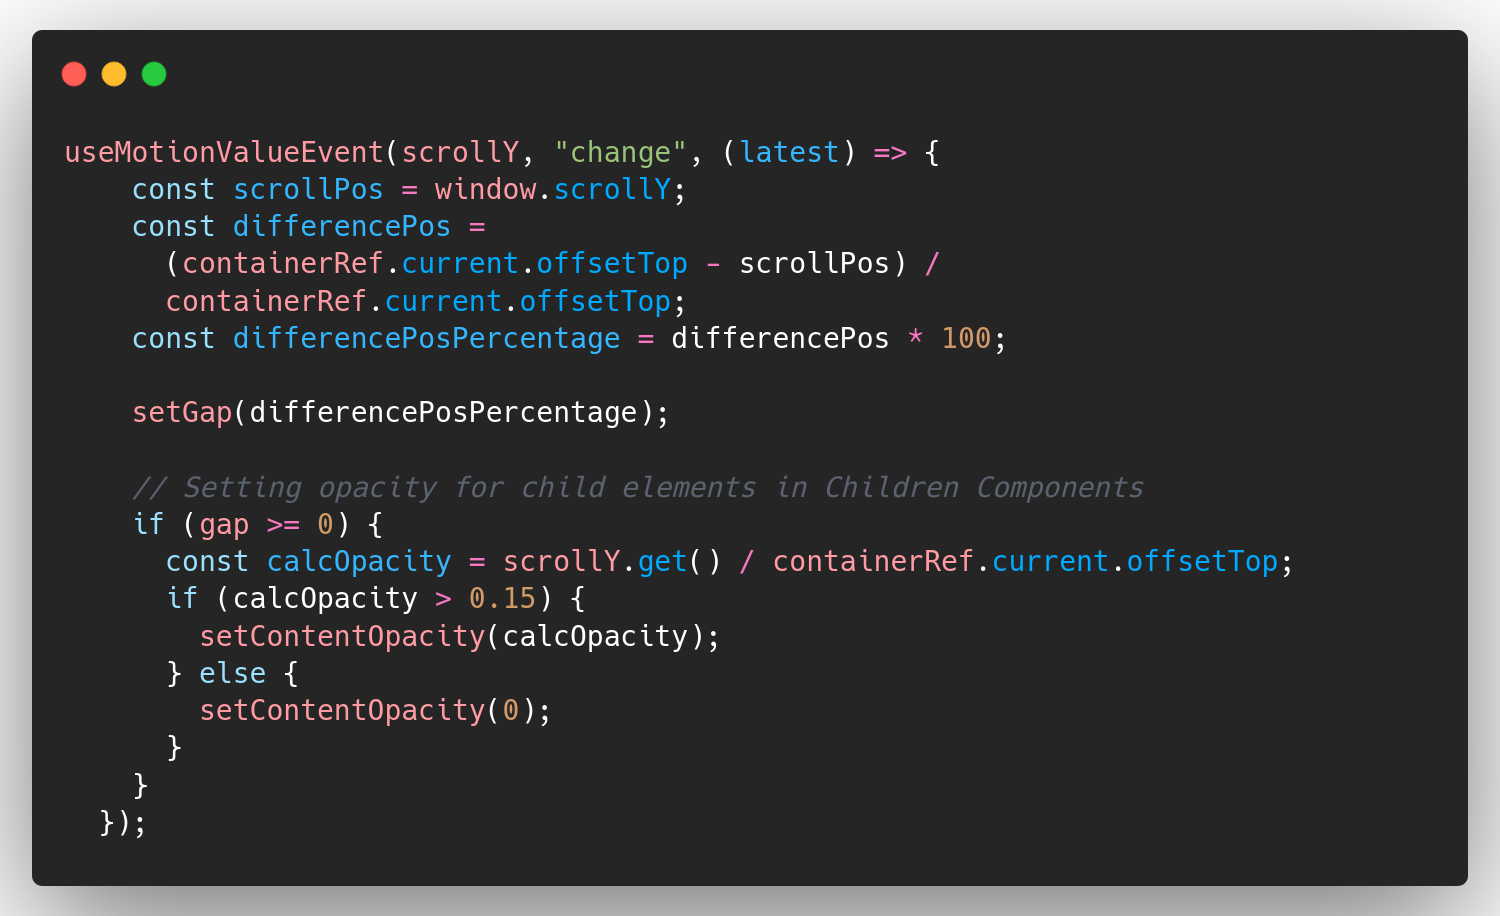 useMotionValueEvent(scrollY, "change", (latest) => {
    const scrollPos = window.scrollY;
    const differencePos =
      (containerRef.current.offsetTop - scrollPos) /
      containerRef.current.offsetTop;
    const differencePosPercentage = differencePos * 100;

    setGap(differencePosPercentage);

    // Setting opacity for child elements in Children Components
    if (gap >= 0) {
      const calcOpacity = scrollY.get() / containerRef.current.offsetTop;
      if (calcOpacity > 0.15) {
        setContentOpacity(calcOpacity);
      } else {
        setContentOpacity(0);
      }
    }
  });